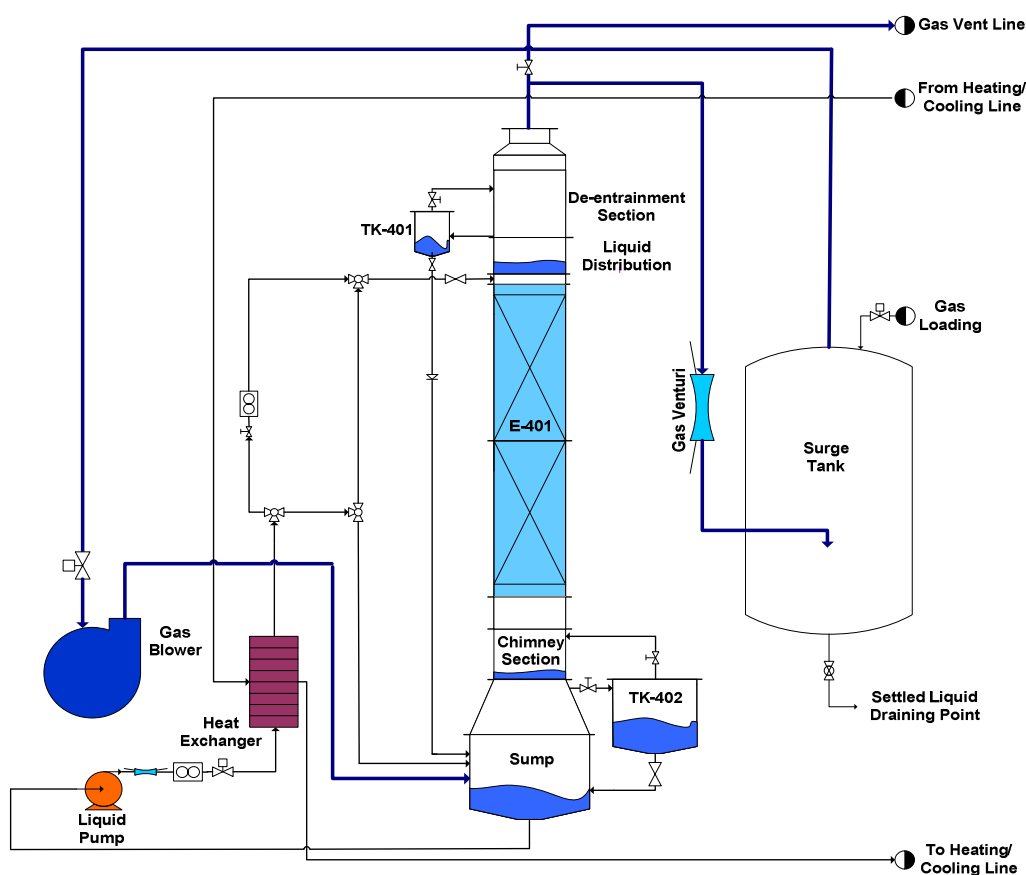 Gas Vent Line
From Heating/
Cooling Line
De-entrainment
Section
TK-401
Liquid
Distribution
Gas
Loading
Gas Venturi
E-401
Surge
Tank
Gas
Blower
Chimney
Section
TK-402
Settled Liquid
Draining Point
Heat
Exchanger
Sump
Liquid
Pump
To Heating/
Cooling Line